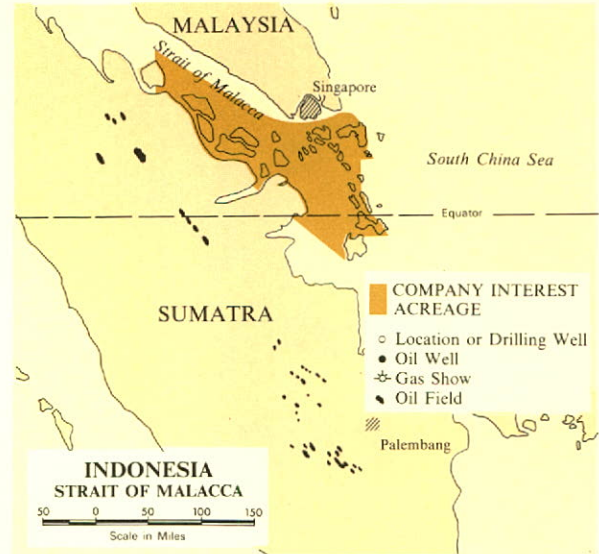 MALAYSIA
Strait of Malacca
Singapore
South China Sea
Equator
SUMATRA
COMPANY INTEREST
ACREAGE
Location or Drilling Well
Oil Well
Gas Show
Oil Field
Palembang
INDONESIA
STRAIT OF MALACCA
50 0 50 100 150
Scale in Miles